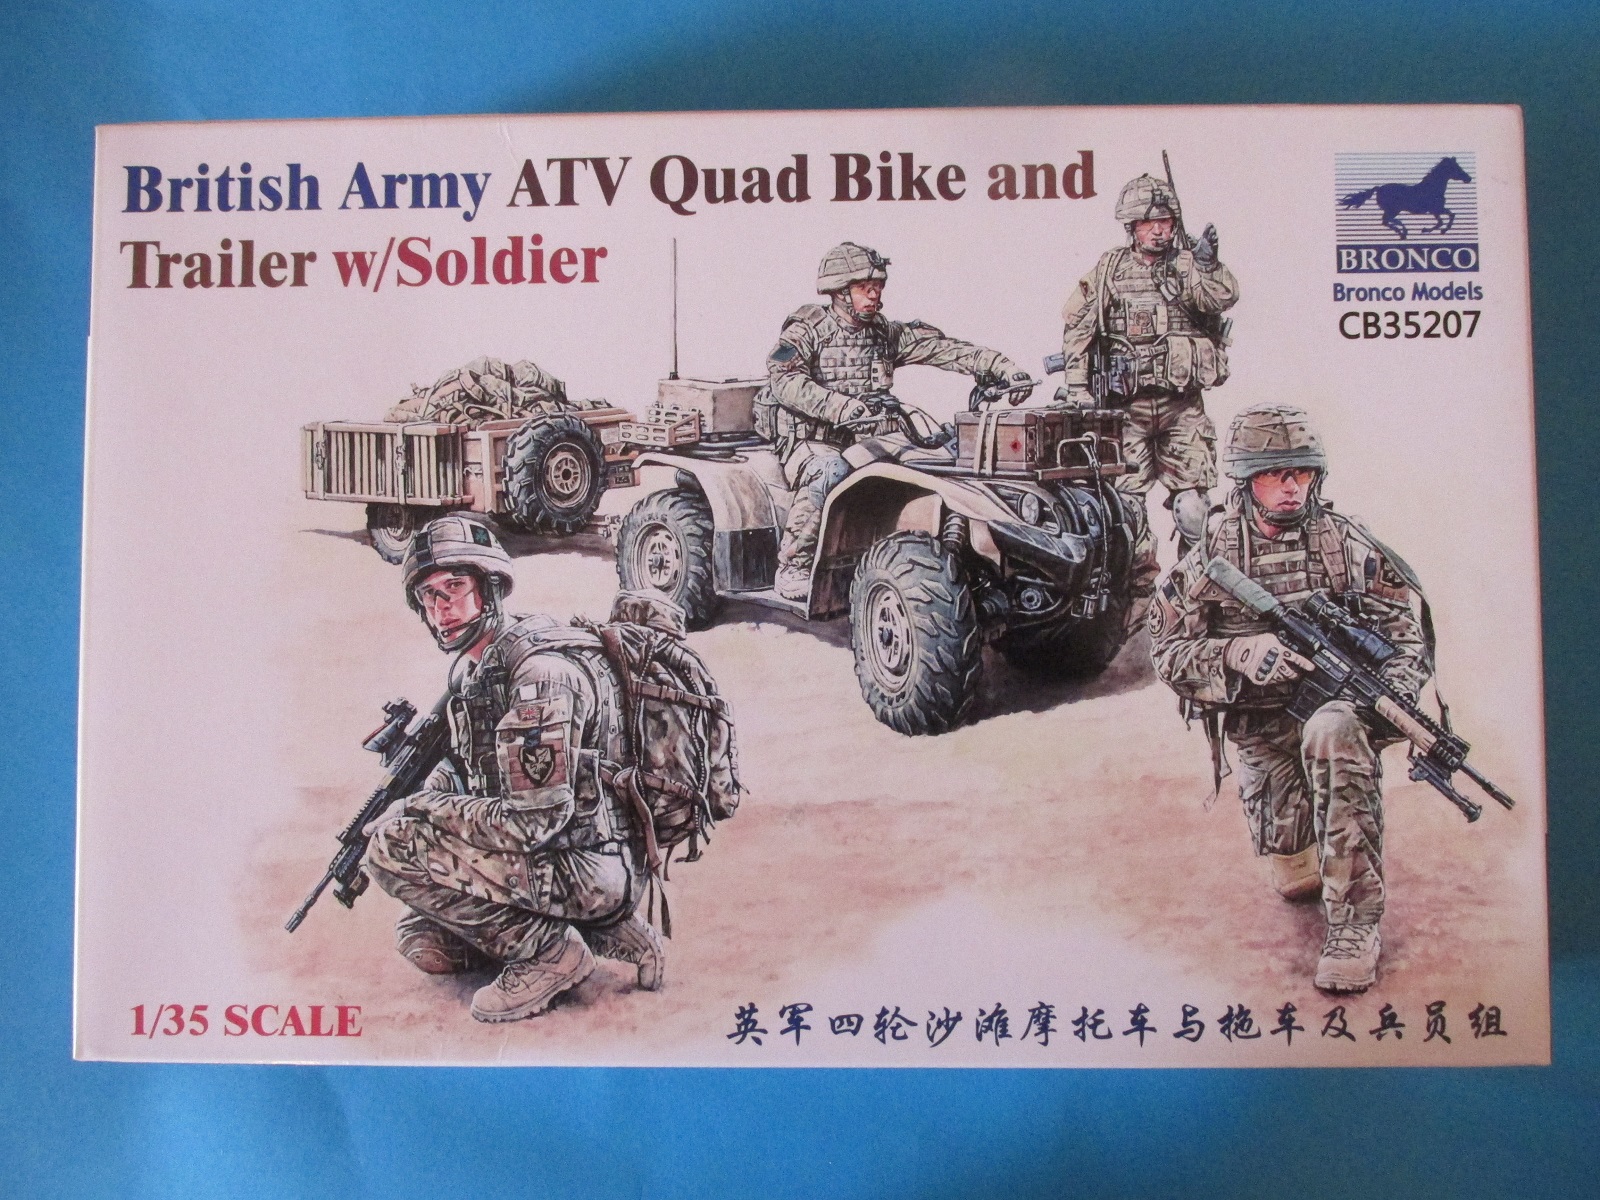 British Army ATV Quad Bike and
Trailer w/Soldier
BRONCO
Bronco Models
CB35207
1/35 SCALE
英军四轮沙滩摩托车与拖车及兵员组